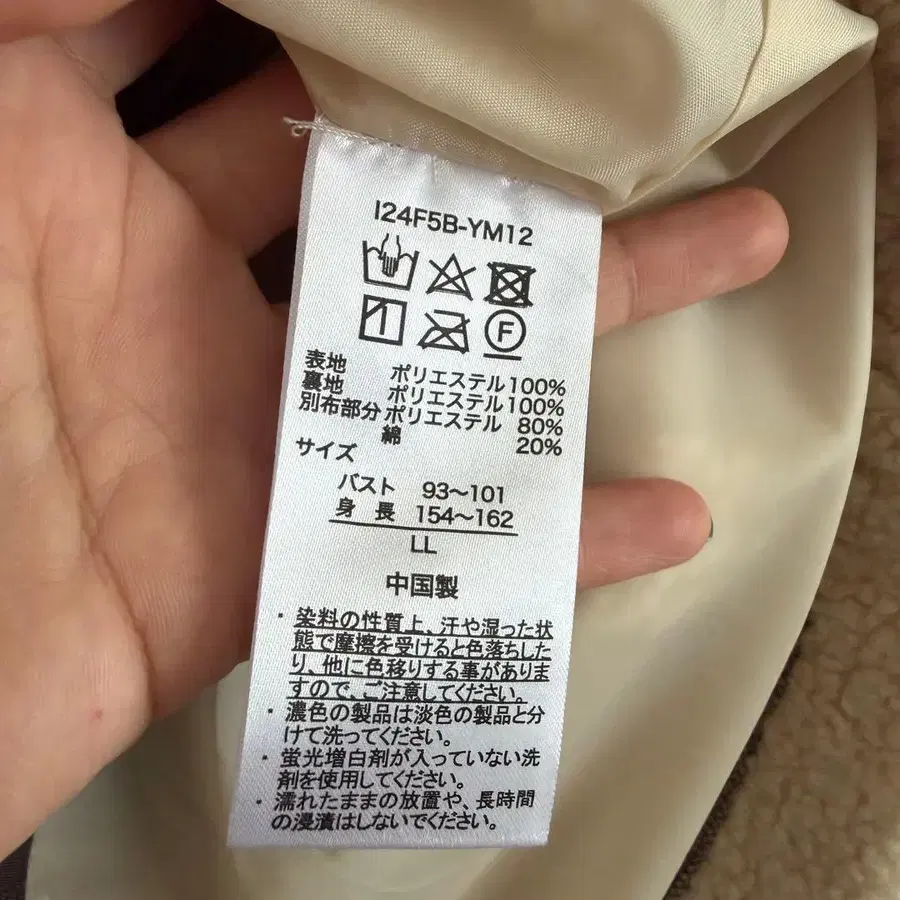 I24F5B-YM12
F
表地 ポリエステル100%
裏地 ポリエステル100%
別布部分 ポリエステル 80%
綿 20%
サイズ
バスト 93～101
身長 154～162
LL
中国製
・染料の性質上、汗や湿った状
態で摩擦を受けると色落ちした
り、他に色移りする事がありま
すので、ご注意してください。
・濃色の製品は淡色の製品と分
けて洗ってください。
・蛍光増白剤が入っていない洗
剤を使用してください。
・濡れたままの放置や、長時間
の浸漬はしないでください。